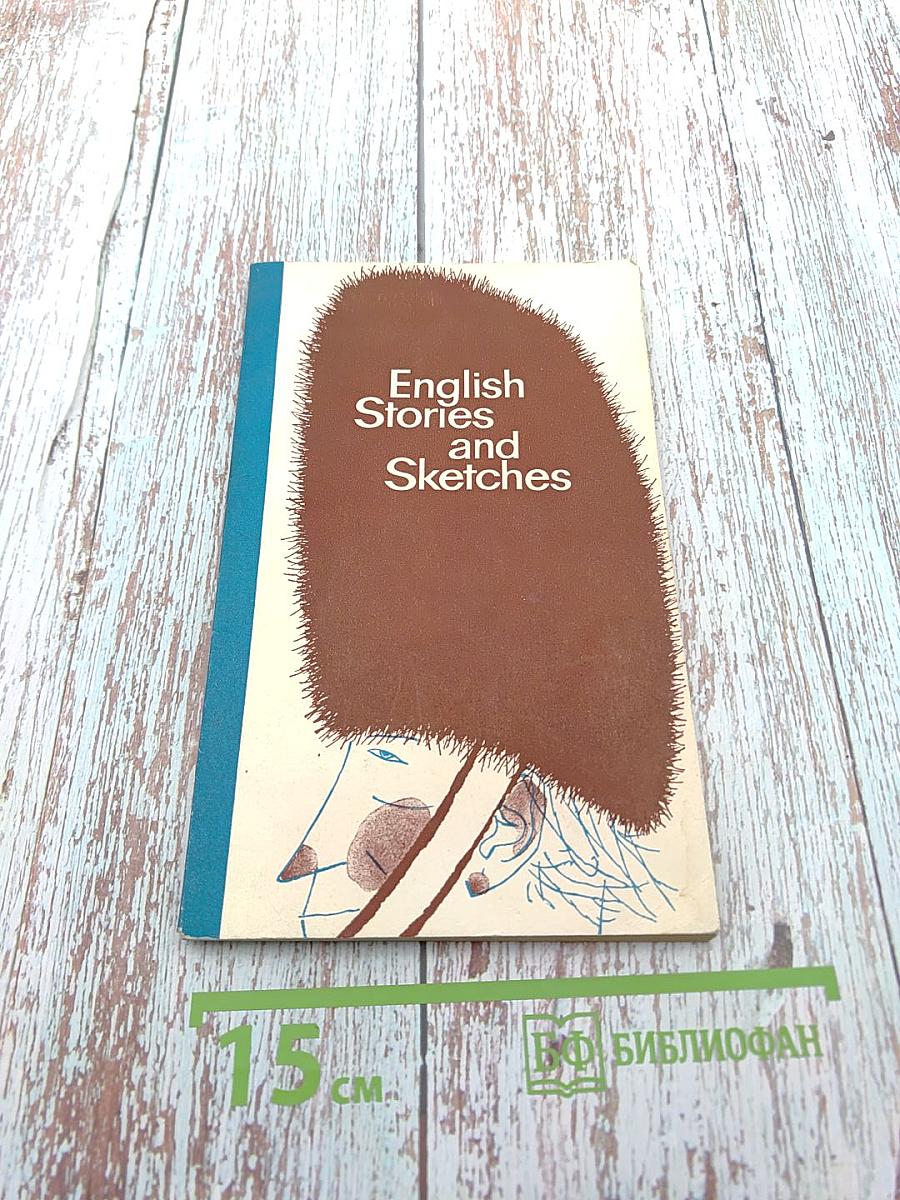 English
Stories
and
Sketches
15 см
БФ БИБЛИОФАН